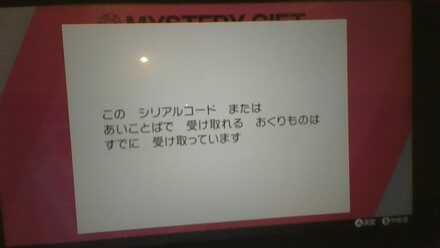 MYSTERY GIFT
この シリアルコード または
あいことばで 受け取れる おくりものは
すでに 受け取っています